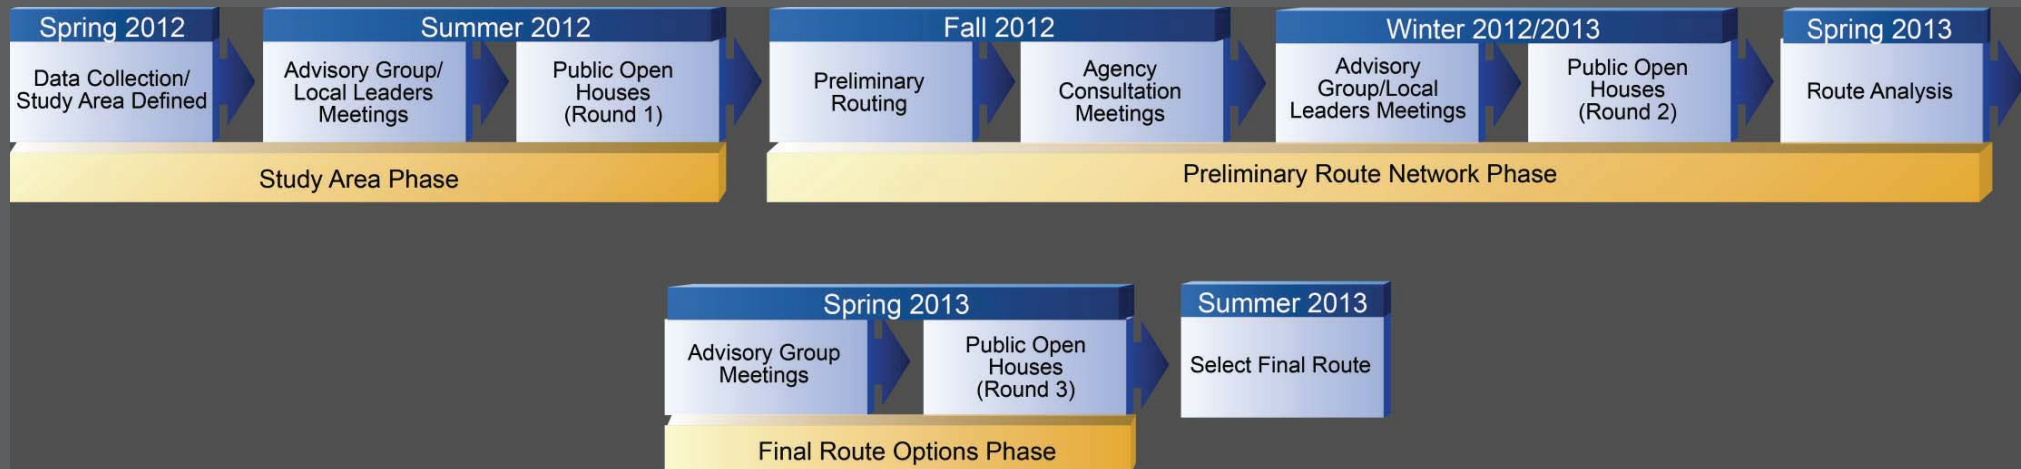 Spring 2012
Data Collection/
Study Area Defined
Summer 2012
Advisory Group/
Local Leaders
Meetings
Public Open
Houses
(Round 1)
Study Area Phase
Fall 2012
Preliminary
Routing
Agency
Consultation
Meetings
Winter 2012/2013
Advisory
Group/Local
Leaders Meetings
Public Open
Houses
(Round 2)
Spring 2013
Route Analysis
Preliminary Route Network Phase
Spring 2013
Advisory Group
Meetings
Public Open
Houses
(Round 3)
Final Route Options Phase
Summer 2013
Select Final Route